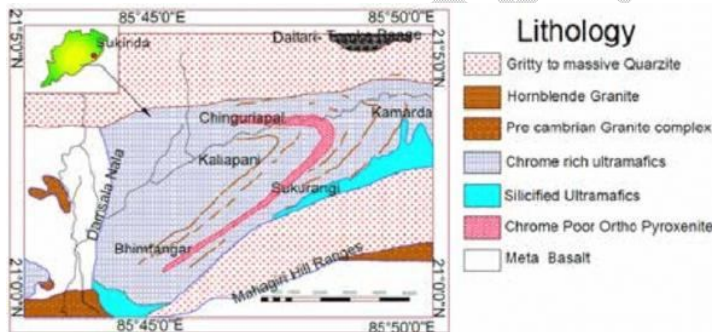 85°45'0"E
85°50'0"E
21°5'0"N
21°5'0"N
Sukinda
Daitari-
Range
Chinguriapal
Kamarda
Kaliapani
Damsala Nala
Sukurangi
Bhimtangar
Mahagiri Hill Ranges
21°0'0"N
21°0'0"N
85°45'0"E
85°50'0"E
Lithology
Gritty to massive Quarzite
Hornblende Granite
Pre cambrian Granite complex
Chrome rich ultramafics
Silicified Ultramafics
Chrome Poor Ortho Pyroxenite
Meta Basalt